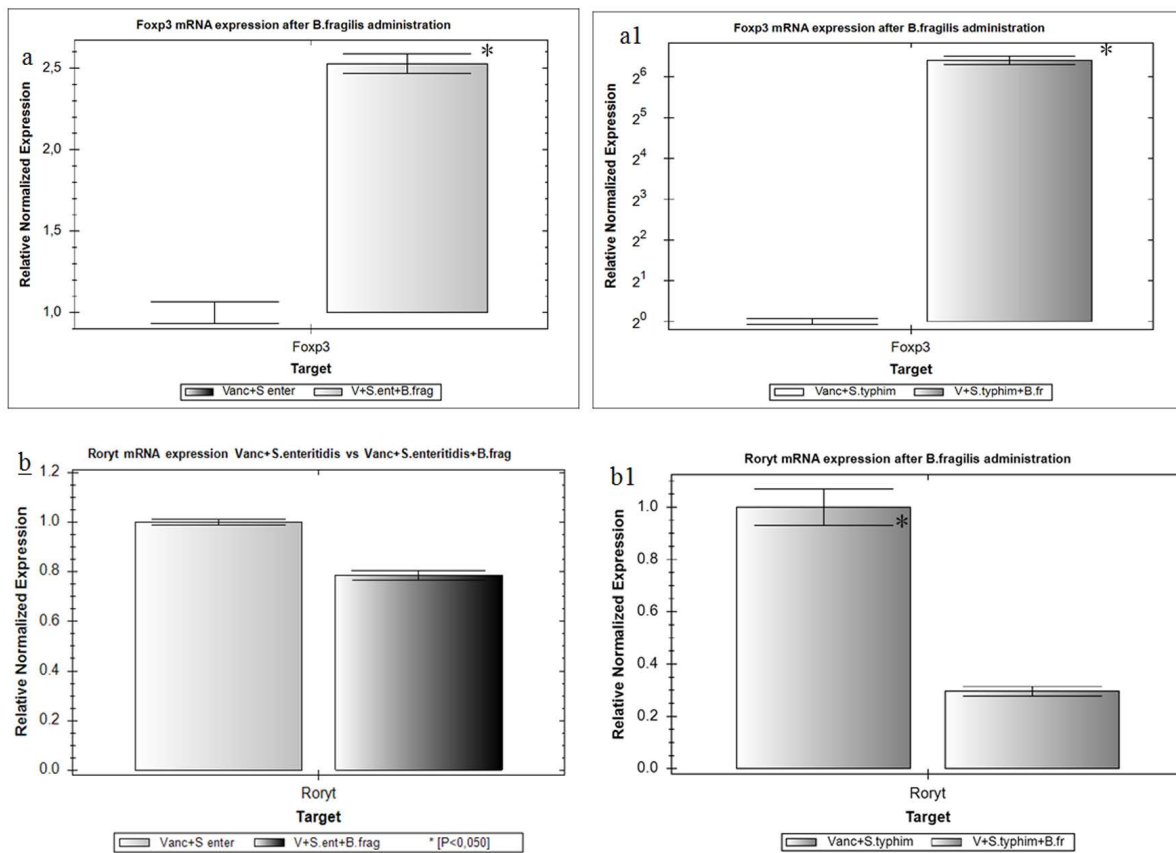 a
Foxp3 mRNA expression after B.fragilis administration
*
Relative Normalized Expression
2,5
2,0
1,5
1,0
Foxp3
Target
Vanc+S enter V+S.ent+B.frag
a1
Foxp3 mRNA expression after B.fragilis administration
*
Relative Normalized Expression
2^6
2^5
2^4
2^3
2^2
2^1
2^0
Foxp3
Target
Vanc+S.typhim V+S.typhim+B.fr
b
Roryt mRNA expression Vanc+S.enteritidis vs Vanc+S.enteritidis+B.frag
Relative Normalized Expression
1.2
1.0
0.8
0.6
0.4
0.2
0.0
Roryt
Target
Vanc+S enter V+S.ent+B.frag * [P<0,050]
b1
Roryt mRNA expression after B.fragilis administration
*
Relative Normalized Expression
1.0
0.8
0.6
0.4
0.2
0.0
Roryt
Target
Vanc+S.typhim V+S.typhim+B.fr